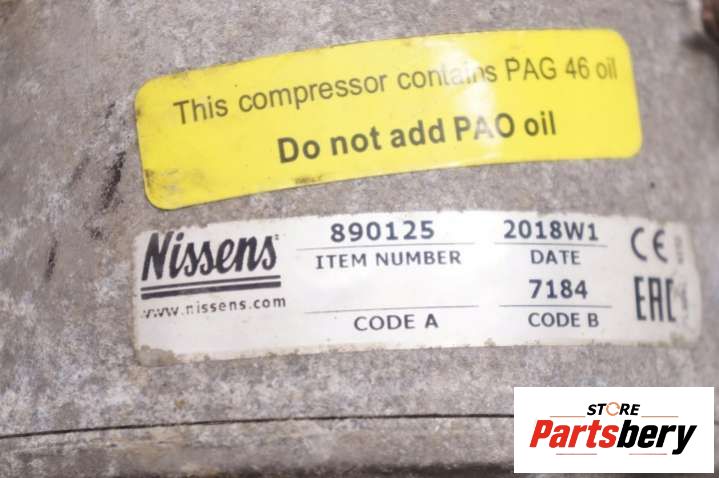 This compressor contains PAG 46 oil
Do not add PAO oil
Nissens
www.nissens.com
890125
ITEM NUMBER
CODE A
2018W1
DATE
7184
CODE B
CE
EAC
STORE
Partsbery